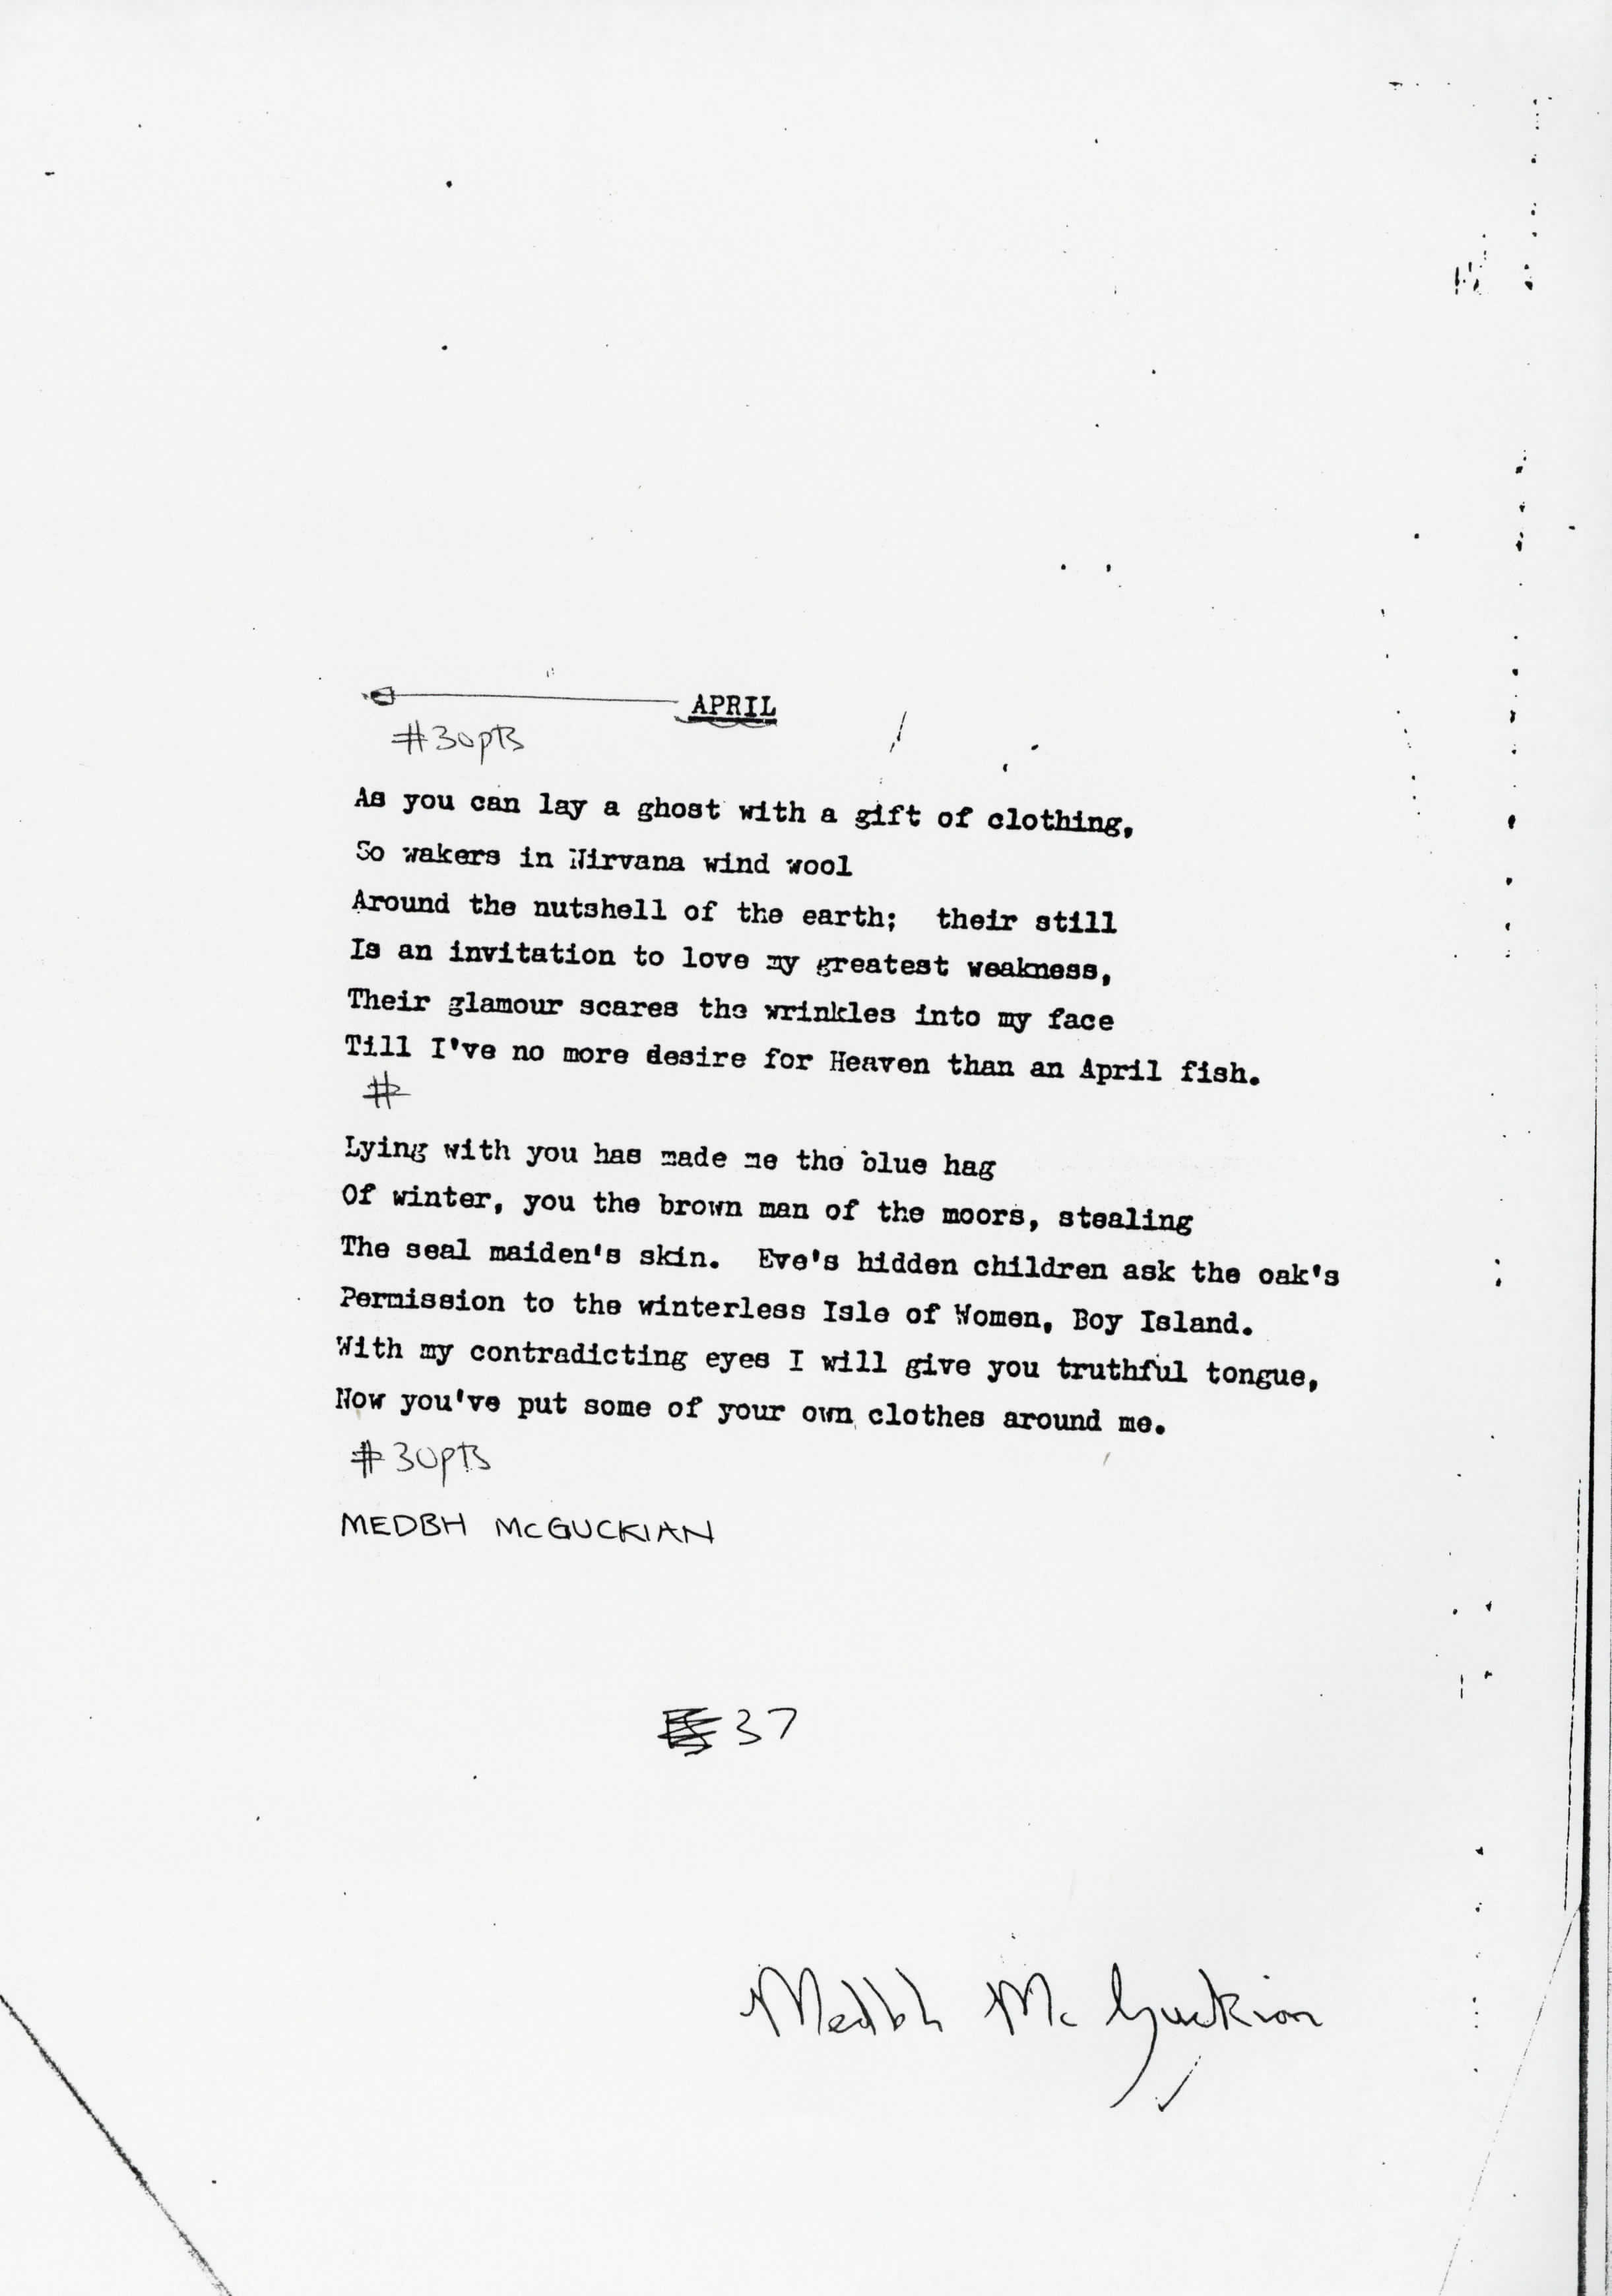 APRIL
#30pts
As you can lay a ghost with a gift of clothing,
So wakers in Nirvana wind wool
Around the nutshell of the earth; their still
Is an invitation to love my greatest weakness,
Their glamour scares the wrinkles into my face
Till I've no more desire for Heaven than an April fish.
#
Lying with you has made me the blue hag
Of winter, you the brown man of the moors, stealing
The seal maiden's skin. Eve's hidden children ask the oak's
Permission to the winterless Isle of Women, Boy Island.
With my contradicting eyes I will give you truthful tongue,
Now you've put some of your own clothes around me.
#30pts
MEDBH McGUCKIAN
37
Medbh McGuckian